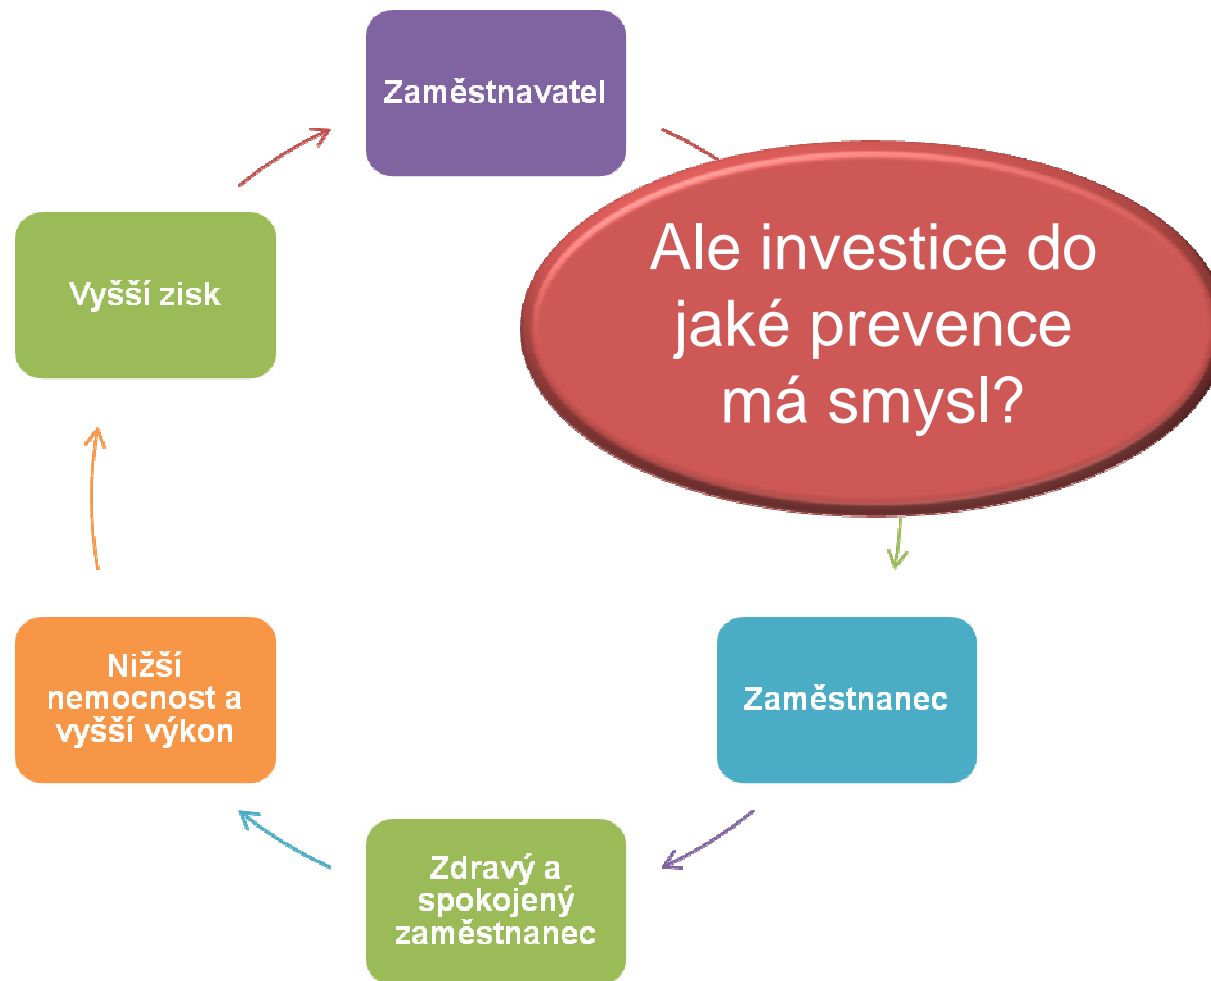 Zaměstnavatel
Ale investice do
jaké prevence
má smysl?
Zaměstnanec
Zdravý a
spokojený
zaměstnanec
Nižší
nemocnost a
vyšší výkon
Vyšší zisk